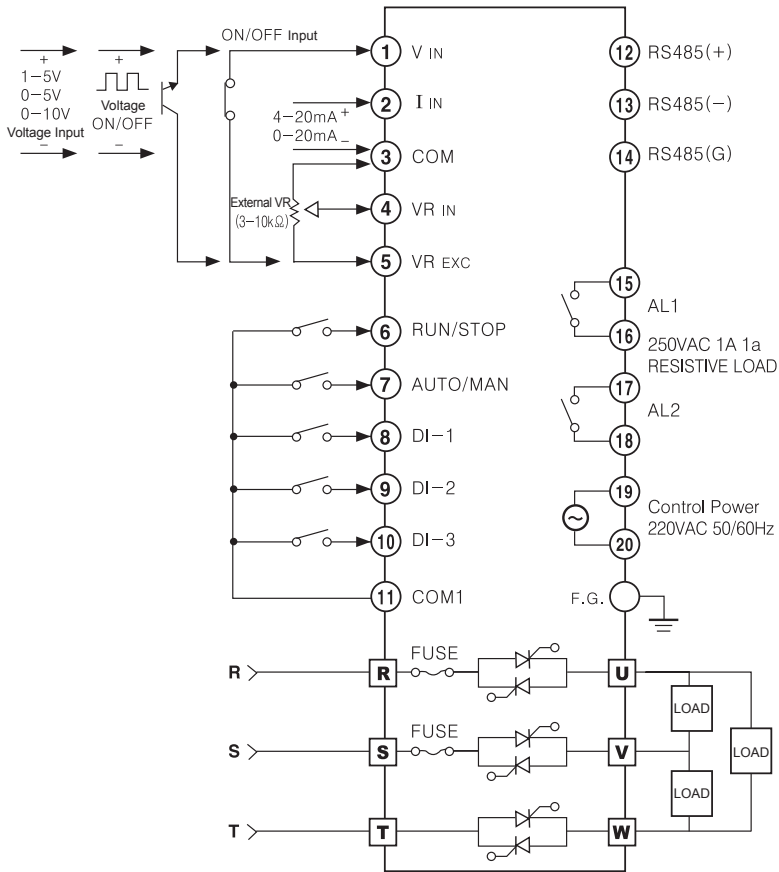 ON/OFF Input
+
1-5V
0-5V
0-10V
Voltage Input
-
+
Voltage
ON/OFF
-
4-20mA +
0-20mA -
External VR
(3-10kΩ)
1 V IN
2 I IN
3 COM
4 VR IN
5 VR EXC
6 RUN/STOP
7 AUTO/MAN
8 DI-1
9 DI-2
10 DI-3
11 COM1
12 RS485(+)
13 RS485(-)
14 RS485(G)
15
AL1
16
250VAC 1A 1a
RESISTIVE LOAD
17
AL2
18
19
Control Power
220VAC 50/60Hz
20
F.G.
R R FUSE U
LOAD
S S FUSE V
LOAD
LOAD
T T W